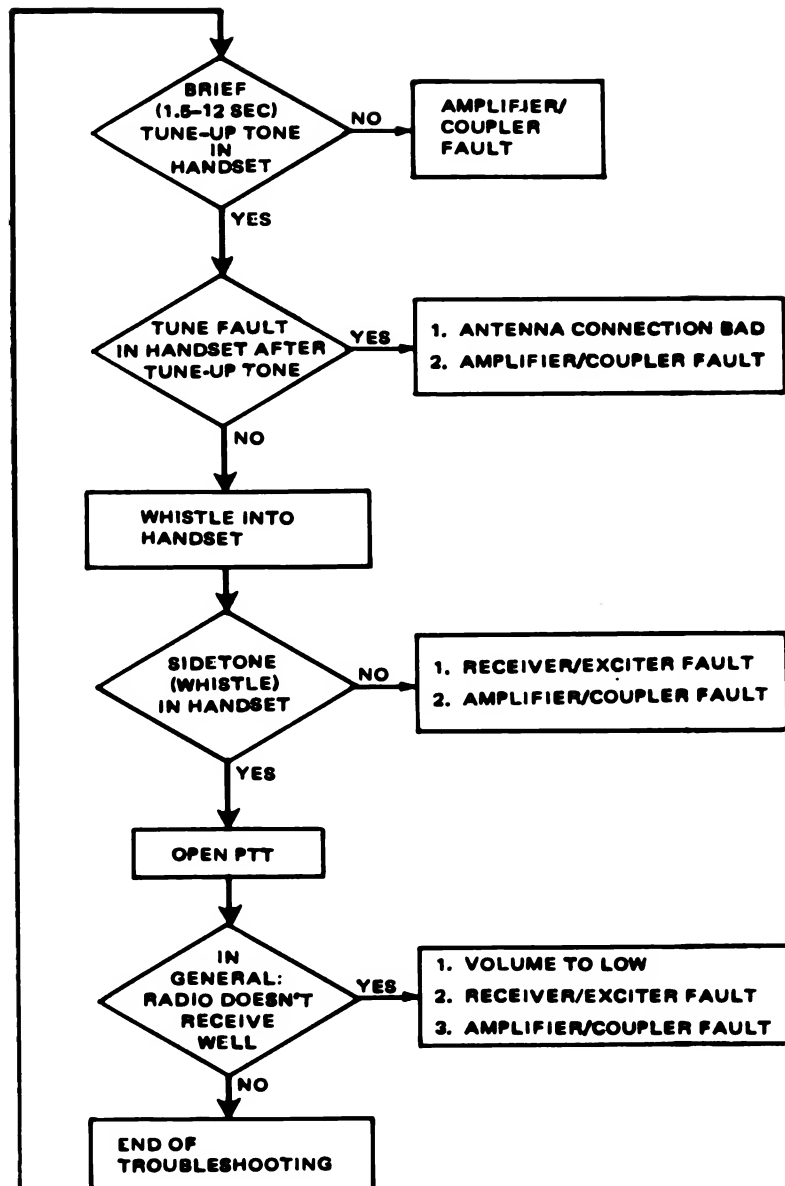 BRIEF
(1.5–12 SEC)
TUNE-UP TONE
IN
HANDSET
NO
AMPLIFIER/
COUPLER
FAULT
YES
TUNE FAULT
IN HANDSET AFTER
TUNE-UP TONE
YES
1. ANTENNA CONNECTION BAD
2. AMPLIFIER/COUPLER FAULT
NO
WHISTLE INTO
HANDSET
SIDETONE
(WHISTLE)
IN HANDSET
NO
1. RECEIVER/EXCITER FAULT
2. AMPLIFIER/COUPLER FAULT
YES
OPEN PTT
IN
GENERAL:
RADIO DOESN'T
RECEIVE
WELL
YES
1. VOLUME TO LOW
2. RECEIVER/EXCITER FAULT
3. AMPLIFIER/COUPLER FAULT
NO
END OF
TROUBLESHOOTING